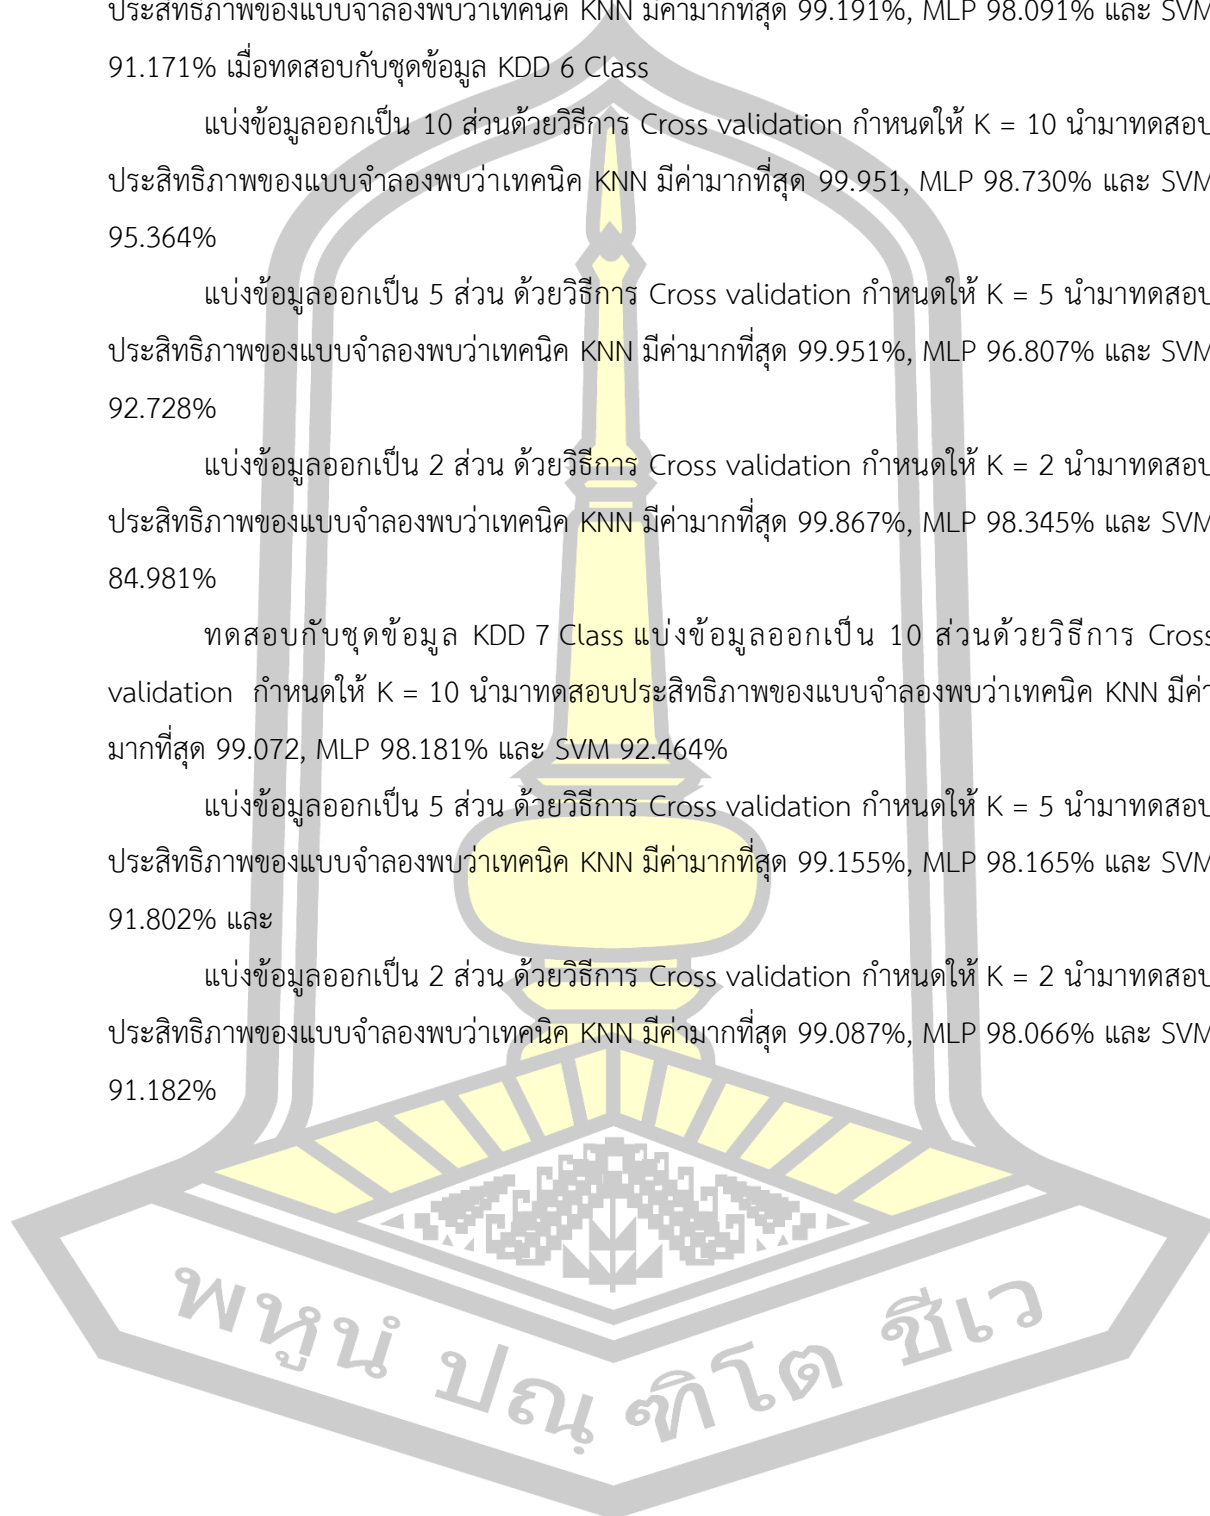 ประสิทธิภาพของแบบจำลองพบว่าเทคนิค KNN มีค่ามากที่สุด 99.191%, MLP 98.091% และ SVM
91.171% เมื่อทดสอบกับชุดข้อมูล KDD 6 Class
แบ่งข้อมูลออกเป็น 10 ส่วนด้วยวิธีการ Cross validation กำหนดให้ K = 10 นำมาทดสอบ
ประสิทธิภาพของแบบจำลองพบว่าเทคนิค KNN มีค่ามากที่สุด 99.951, MLP 98.730% และ SVM
95.364%
แบ่งข้อมูลออกเป็น 5 ส่วน ด้วยวิธีการ Cross validation กำหนดให้ K = 5 นำมาทดสอบ
ประสิทธิภาพของแบบจำลองพบว่าเทคนิค KNN มีค่ามากที่สุด 99.951%, MLP 96.807% และ SVM
92.728%
แบ่งข้อมูลออกเป็น 2 ส่วน ด้วยวิธีการ Cross validation กำหนดให้ K = 2 นำมาทดสอบ
ประสิทธิภาพของแบบจำลองพบว่าเทคนิค KNN มีค่ามากที่สุด 99.867%, MLP 98.345% และ SVM
84.981%
ทดสอบกับชุดข้อมูล KDD 7 Class แบ่งข้อมูลออกเป็น 10 ส่วนด้วยวิธีการ Cross
validation กำหนดให้ K = 10 นำมาทดสอบประสิทธิภาพของแบบจำลองพบว่าเทคนิค KNN มีค่า
มากที่สุด 99.072, MLP 98.181% และ SVM 92.464%
แบ่งข้อมูลออกเป็น 5 ส่วน ด้วยวิธีการ Cross validation กำหนดให้ K = 5 นำมาทดสอบ
ประสิทธิภาพของแบบจำลองพบว่าเทคนิค KNN มีค่ามากที่สุด 99.155%, MLP 98.165% และ SVM
91.802% และ
แบ่งข้อมูลออกเป็น 2 ส่วน ด้วยวิธีการ Cross validation กำหนดให้ K = 2 นำมาทดสอบ
ประสิทธิภาพของแบบจำลองพบว่าเทคนิค KNN มีค่ามากที่สุด 99.087%, MLP 98.066% และ SVM
91.182%
พหูนํ ปณฺฑิโต ชีเว